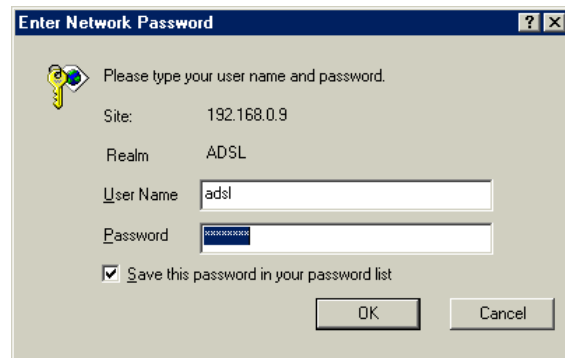 Enter Network Password
Please type your user name and password.
Site: 192.168.0.9
Realm ADSL
User Name adsl
Password ********
Save this password in your password list
OK Cancel